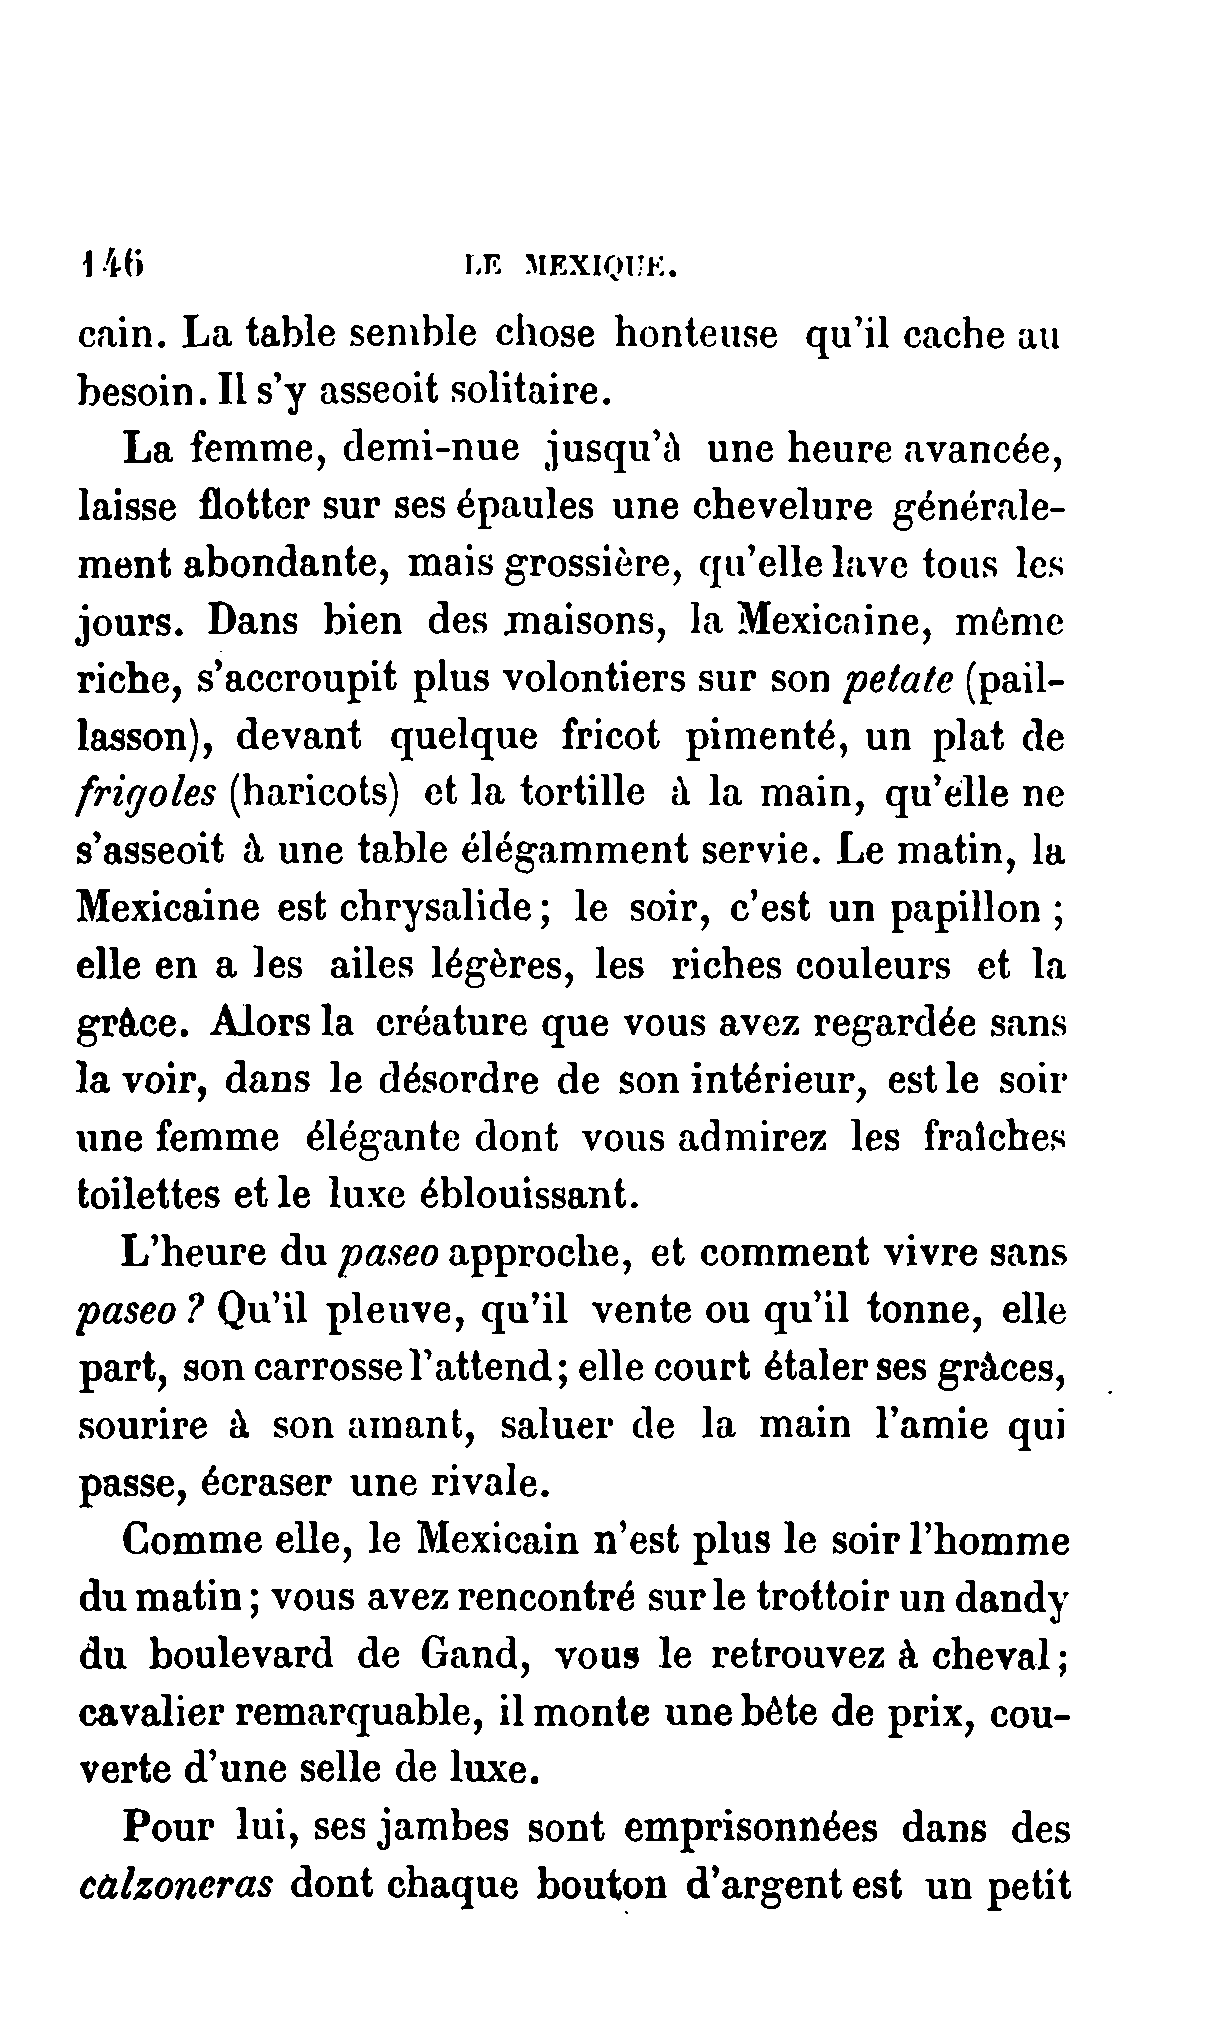 146 LE MEXIQUE.
cain. La table semble chose honteuse qu'il cache au
besoin. Il s'y asseoit solitaire.
La femme, demi-nue jusqu'à une heure avancée,
laisse flotter sur ses épaules une chevelure générale-
ment abondante, mais grossière, qu'elle lave tous les
jours. Dans bien des maisons, la Mexicaine, même
riche, s'accroupit plus volontiers sur son petate (pail-
lasson), devant quelque fricot pimenté, un plat de
frigoles (haricots) et la tortille à la main, qu'elle ne
s'asseoit à une table élégamment servie. Le matin, la
Mexicaine est chrysalide ; le soir, c'est un papillon ;
elle en a les ailes légères, les riches couleurs et la
grâce. Alors la créature que vous avez regardée sans
la voir, dans le désordre de son intérieur, est le soir
une femme élégante dont vous admirez les fraîches
toilettes et le luxe éblouissant.
L'heure du paseo approche, et comment vivre sans
paseo ? Qu'il pleuve, qu'il vente ou qu'il tonne, elle
part, son carrosse l'attend ; elle court étaler ses grâces,
sourire à son amant, saluer de la main l'amie qui
passe, écraser une rivale.
Comme elle, le Mexicain n'est plus le soir l'homme
du matin ; vous avez rencontré sur le trottoir un dandy
du boulevard de Gand, vous le retrouvez à cheval ;
cavalier remarquable, il monte une bête de prix, cou-
verte d'une selle de luxe.
Pour lui, ses jambes sont emprisonnées dans des
calzoneras dont chaque bouton d'argent est un petit